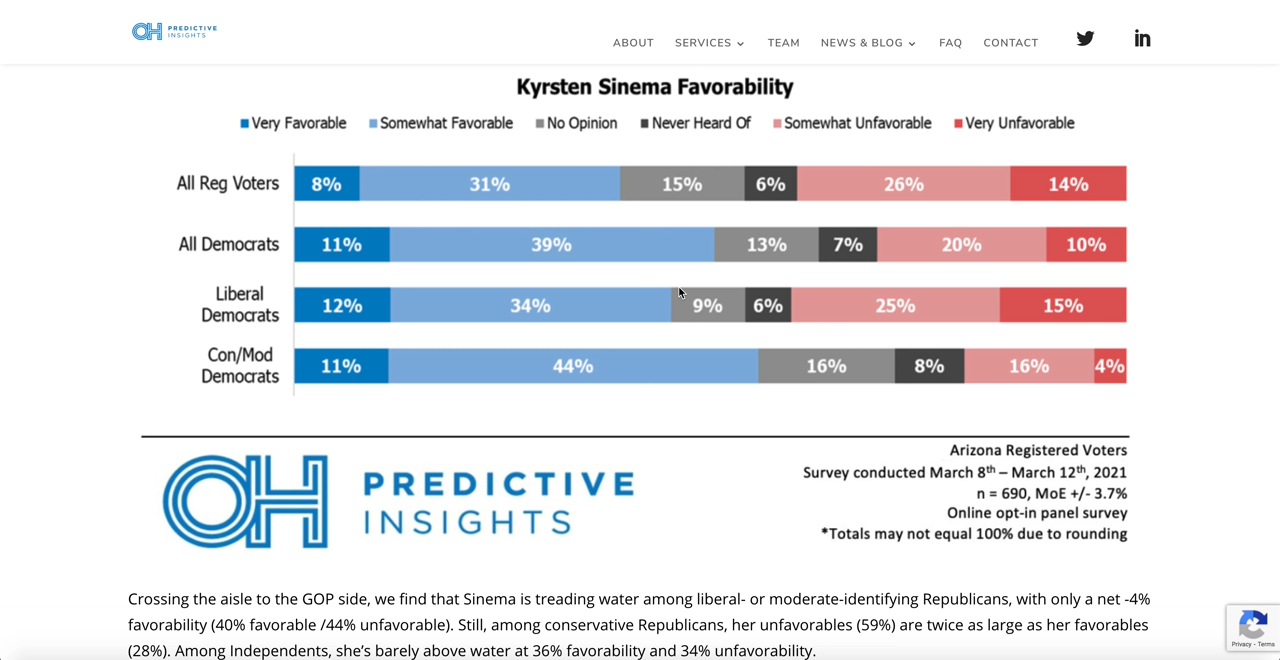 OH PREDICTIVE
INSIGHTS
ABOUT SERVICES TEAM NEWS & BLOG FAQ CONTACT in
Kyrsten Sinema Favorability
Very Favorable Somewhat Favorable No Opinion Never Heard Of Somewhat Unfavorable Very Unfavorable
All Reg Voters 8% 31% 15% 6% 26% 14%
All Democrats 11% 39% 13% 7% 20% 10%
Liberal
Democrats 12% 34% 9% 6% 25% 15%
Con/Mod
Democrats 11% 44% 16% 8% 16% 4%
OH PREDICTIVE
INSIGHTS
Arizona Registered Voters
Survey conducted March 8th – March 12th, 2021
n = 690, MoE +/- 3.7%
Online opt-in panel survey
*Totals may not equal 100% due to rounding
Crossing the aisle to the GOP side, we find that Sinema is treading water among liberal- or moderate-identifying Republicans, with only a net -4%
favorability (40% favorable /44% unfavorable). Still, among conservative Republicans, her unfavorables (59%) are twice as large as her favorables
(28%). Among Independents, she’s barely above water at 36% favorability and 34% unfavorability.
Privacy - Terms